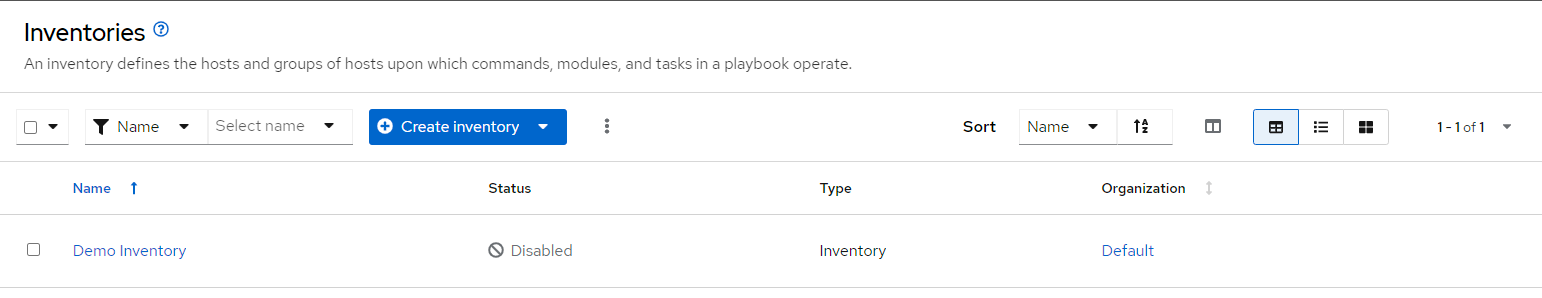 Inventories
An inventory defines the hosts and groups of hosts upon which commands, modules, and tasks in a playbook operate.
Name Select name Create inventory Sort Name 1 - 1 of 1
Name Status Type Organization
Demo Inventory Disabled Inventory Default